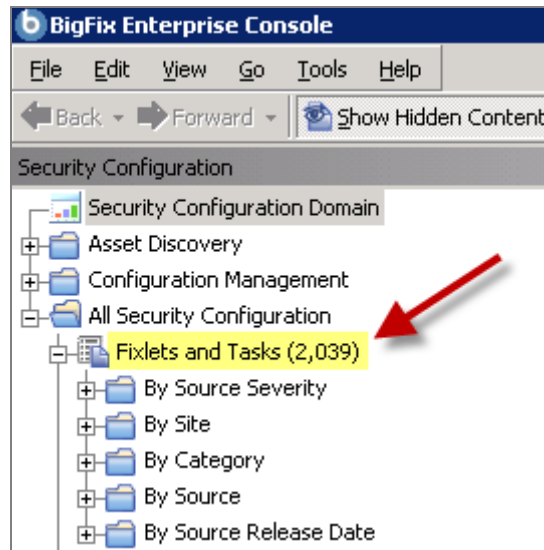 BigFix Enterprise Console
File Edit View Go Tools Help
Back Forward Show Hidden Content
Security Configuration
Security Configuration Domain
Asset Discovery
Configuration Management
All Security Configuration
Fixlets and Tasks (2,039)
By Source Severity
By Site
By Category
By Source
By Source Release Date